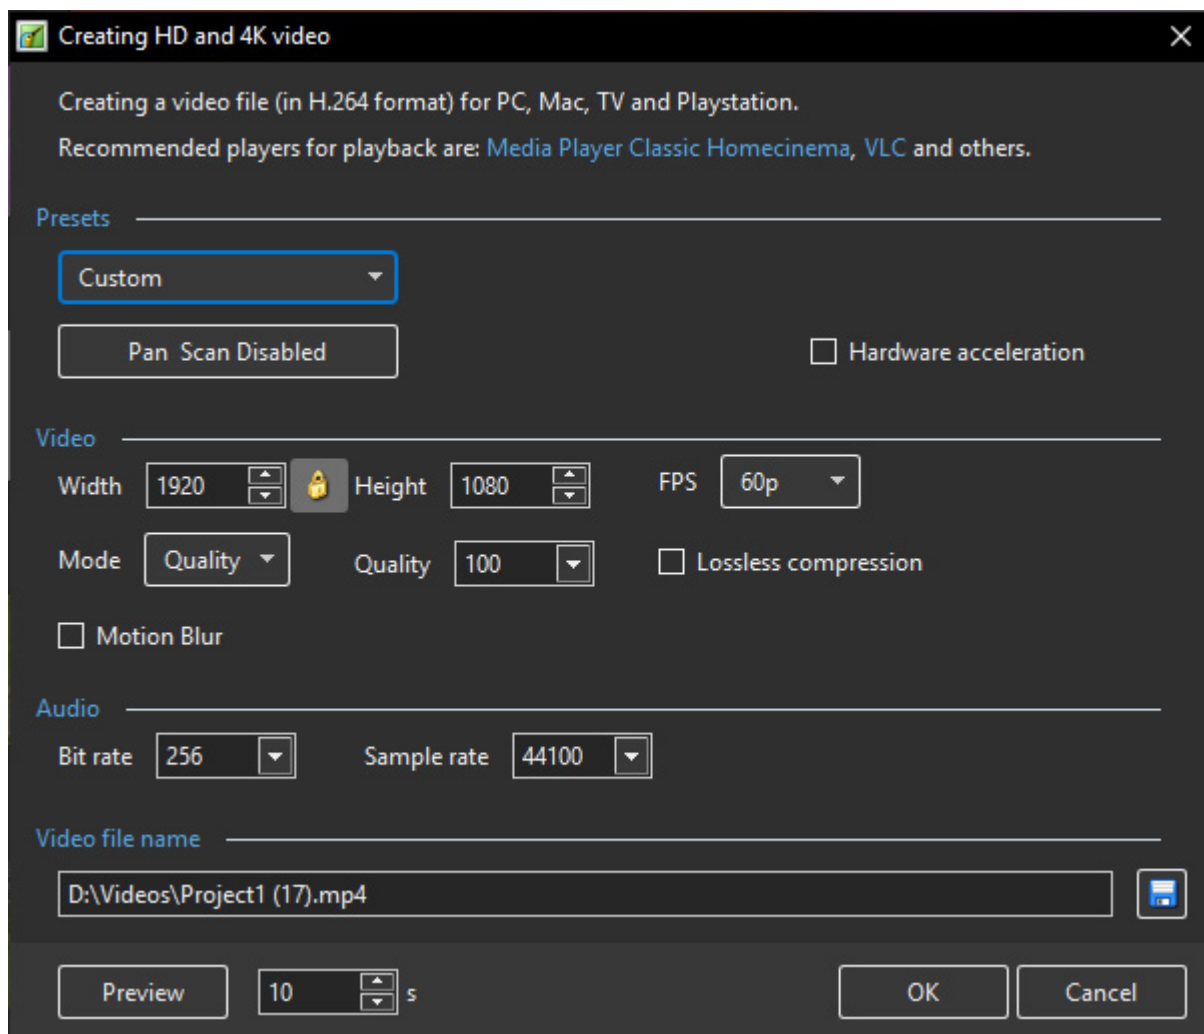 Creating HD and 4K video
Creating a video file (in H.264 format) for PC, Mac, TV and Playstation.
Recommended players for playback are: Media Player Classic Homecinema, VLC and others.
Presets
Custom
Pan Scan Disabled
Hardware acceleration
Video
Width 1920 Height 1080 FPS 60p
Mode Quality Quality 100 Lossless compression
Motion Blur
Audio
Bit rate 256 Sample rate 44100
Video file name
D:\Videos\Project1 (17).mp4
Preview 10 s OK Cancel